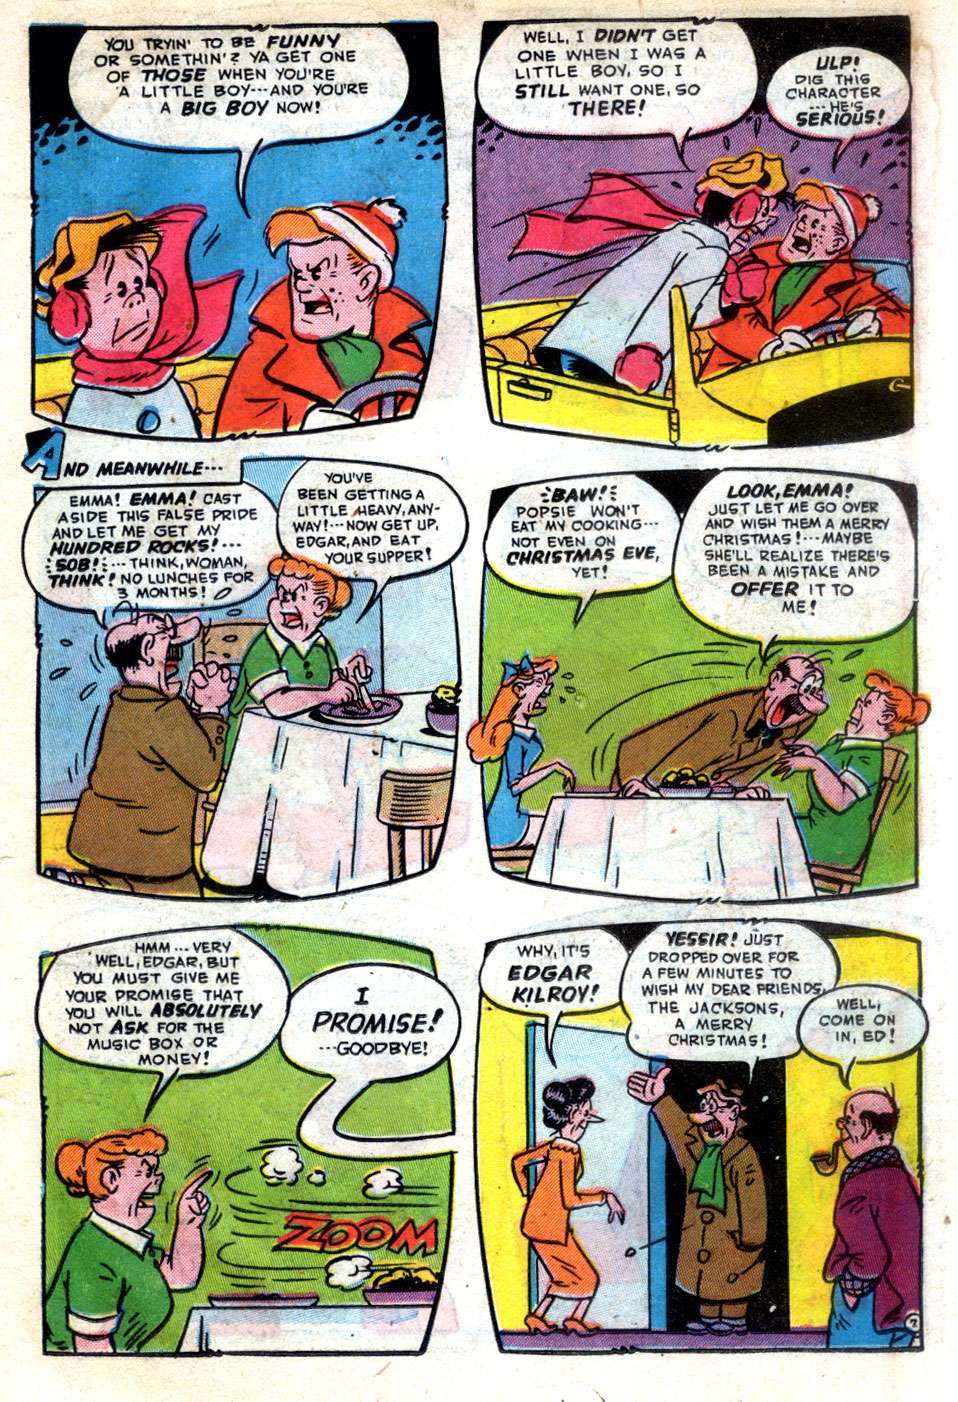 YOU TRYIN' TO BE FUNNY
OR SOMETHIN'? YA GET ONE
OF THOSE WHEN YOU'RE
A LITTLE BOY---AND YOU'RE
A BIG BOY NOW!
WELL, I DIDN'T GET
ONE WHEN I WAS A
LITTLE BOY, SO I
STILL WANT ONE, SO
THERE!
ULP!
DIG THIS
CHARACTER
---HE'S
SERIOUS!
AND MEANWHILE---
EMMA! EMMA! CAST
ASIDE THIS FALSE PRIDE
AND LET ME GET MY
HUNDRED ROCKS!---
SOB!---THINK, WOMAN,
THINK! NO LUNCHES FOR
3 MONTHS!
YOU'VE
BEEN GETTING A
LITTLE HEAVY, ANY-
WAY!---NOW GET UP,
EDGAR, AND EAT
YOUR SUPPER!
BAW!
POPSIE WON'T
EAT MY COOKING---
NOT EVEN ON
CHRISTMAS EVE,
YET!
LOOK, EMMA!
JUST LET ME GO OVER
AND WISH THEM A MERRY
CHRISTMAS!---MAYBE
SHE'LL REALIZE THERE'S
BEEN A MISTAKE AND
OFFER IT TO
ME!
HMM---VERY
WELL, EDGAR, BUT
YOU MUST GIVE ME
YOUR PROMISE THAT
YOU WILL ABSOLUTELY
NOT ASK FOR THE
MUSIC BOX OR
MONEY!
I
PROMISE!
---GOODBYE!
ZOOM
WHY, IT'S
EDGAR
KILROY!
YESSIR! JUST
DROPPED OVER FOR
A FEW MINUTES TO
WISH MY DEAR FRIENDS,
THE JACKSONS,
A MERRY
CHRISTMAS!
WELL,
COME ON
IN, ED!